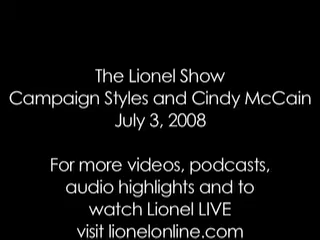 The Lionel Show
Campaign Styles and Cindy McCain
July 3, 2008
For more videos, podcasts,
audio highlights and to
watch Lionel LIVE
visit lionelonline.com